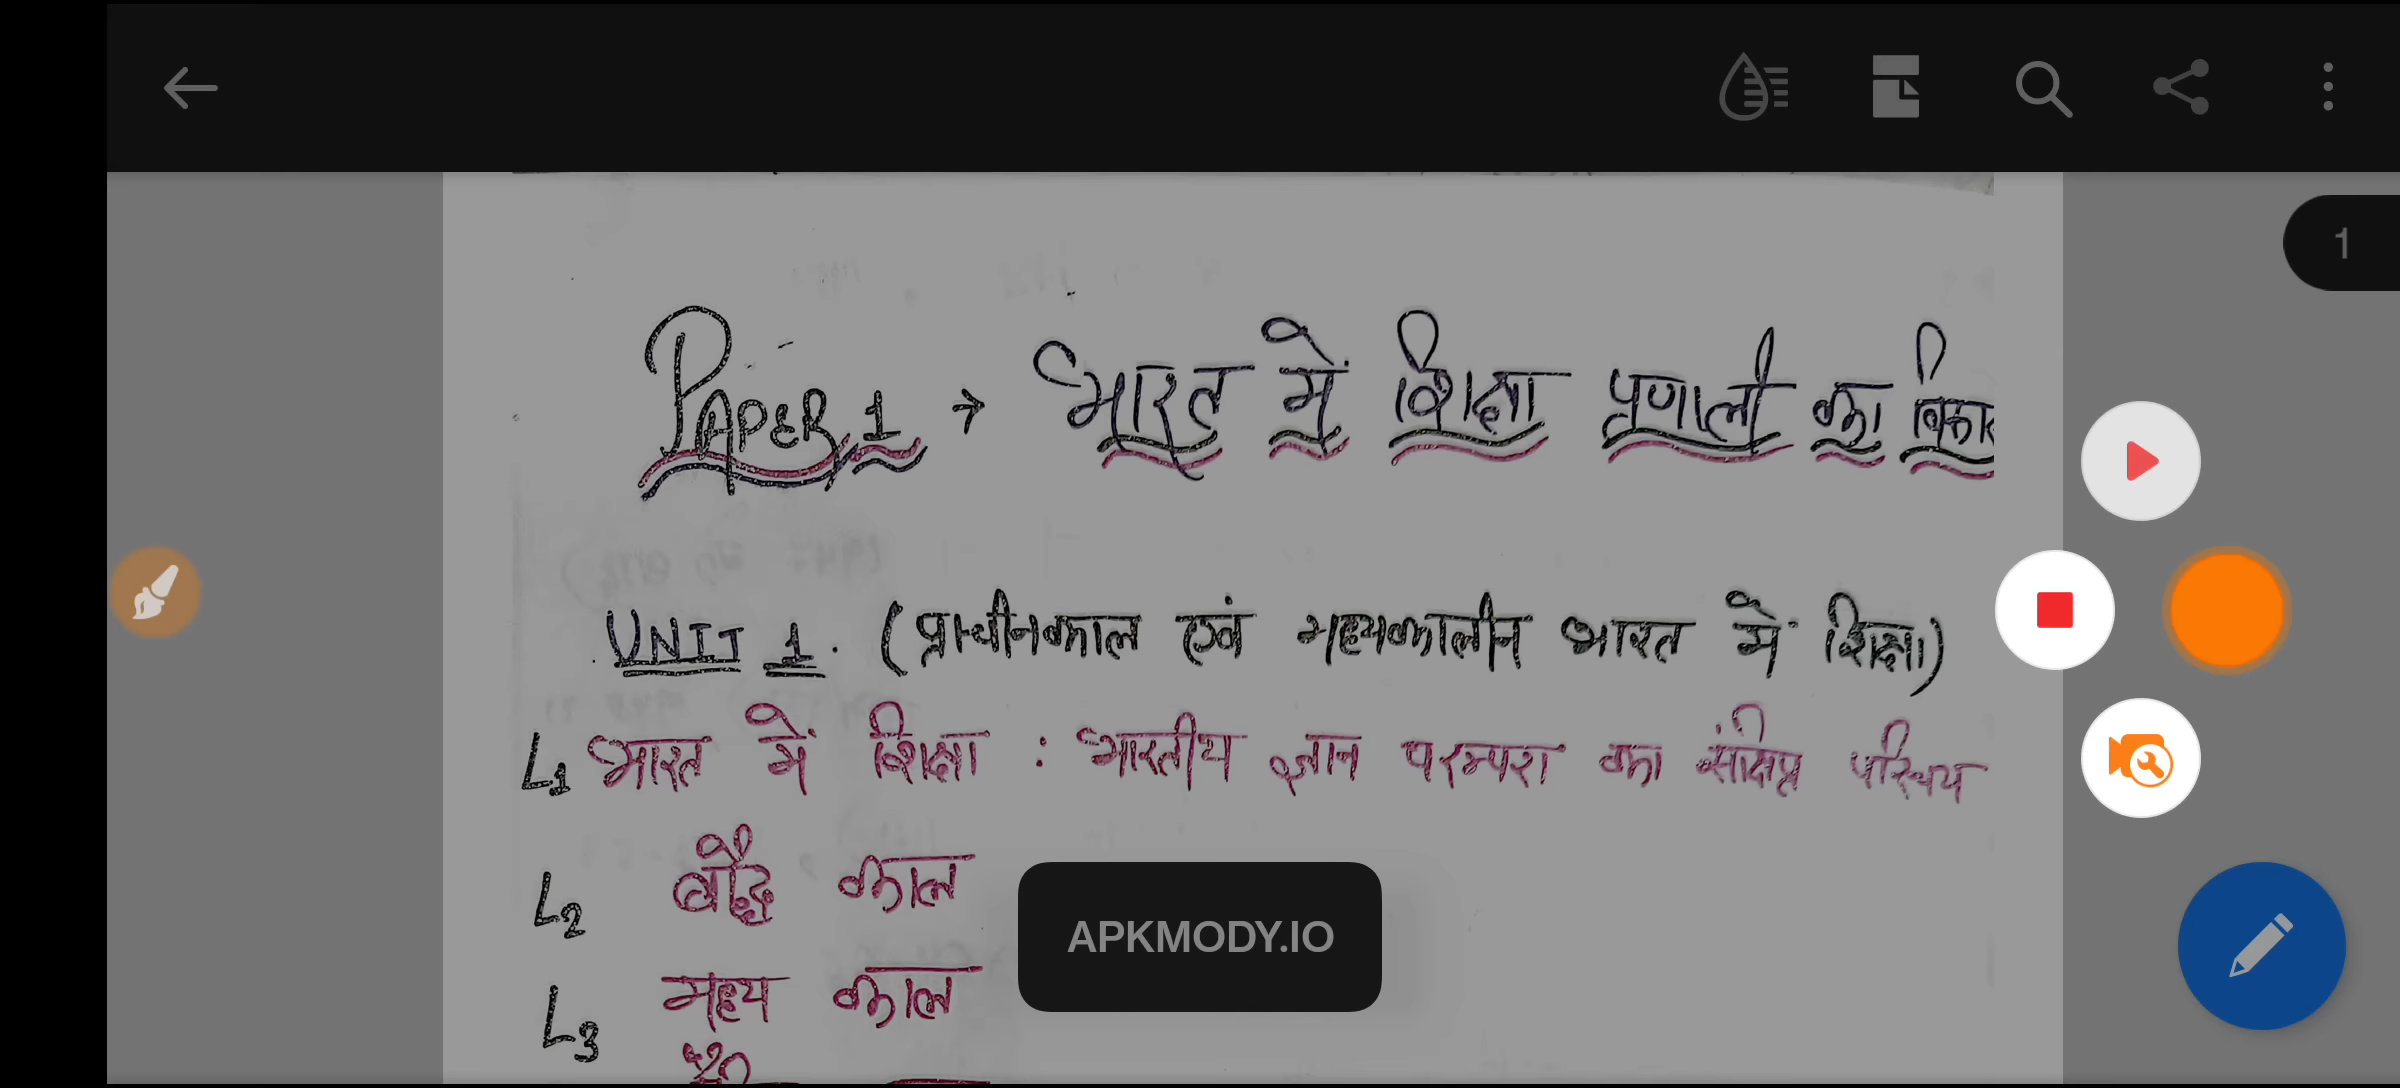 1
PAPER 1 → भारत में शिक्षा प्रणाली का
UNIT 1. (प्राचीनकाल एवं मध्यकालीन भारत में शिक्षा)
L1 भारत में शिक्षा : भारतीय ज्ञान परम्परा का संक्षिप्त परिचय
L2 बौद्ध काल
APKMODY.IO
L3 मध्य काल